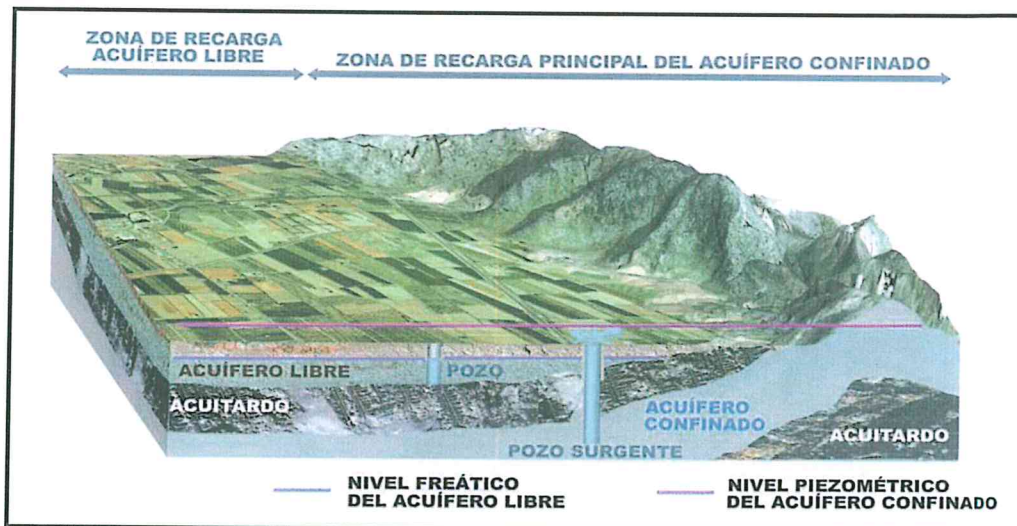 ZONA DE RECARGA
ACUÍFERO LIBRE
ZONA DE RECARGA PRINCIPAL DEL ACUÍFERO CONFINADO
ACUÍFERO LIBRE
POZO
ACUITARDO
ACUÍFERO
CONFINADO
ACUITARDO
POZO SURGENTE
NIVEL FREÁTICO
DEL ACUÍFERO LIBRE
NIVEL PIEZOMÉTRICO
DEL ACUÍFERO CONFINADO